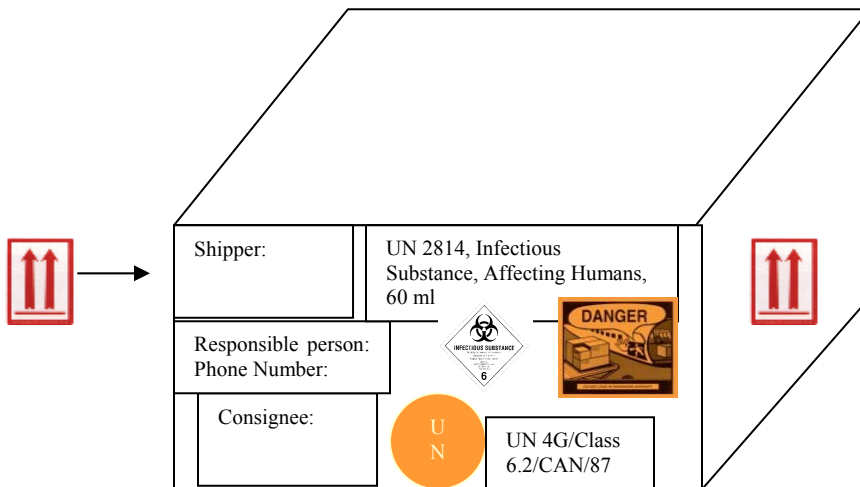 Shipper:
UN 2814, Infectious
Substance, Affecting Humans,
60 ml
DANGER
INFECTIOUS SUBSTANCE
6
Responsible person:
Phone Number:
Consignee:
U
N
UN 4G/Class
6.2/CAN/87